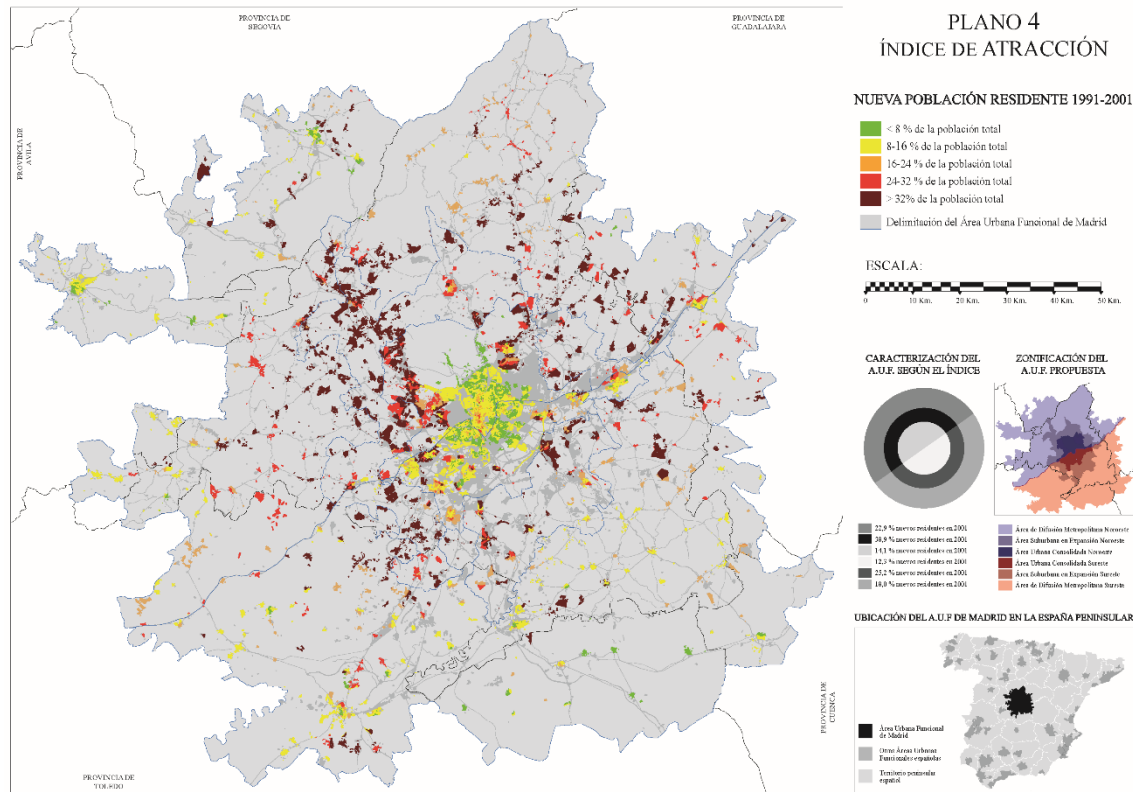 PROVINCIA DE
SEGOVIA
PROVINCIA DE
GUADALAJARA
PROVINCIA DE
AVILA
PROVINCIA DE
CUENCA
PROVINCIA DE
TOLEDO
PLANO 4
ÍNDICE DE ATRACCIÓN
NUEVA POBLACIÓN RESIDENTE 1991-2001
< 8 % de la población total
8-16 % de la población total
16-24 % de la población total
24-32 % de la población total
> 32% de la población total
Delimitación del Área Urbana Funcional de Madrid
ESCALA:
0 10 Km. 20 Km. 30 Km. 40 Km. 50 Km.
CARACTERIZACIÓN DEL
A.U.F. SEGÚN EL ÍNDICE
22,9 % nuevos residentes en 2001
38,9 % nuevos residentes en 2001
14,1 % nuevos residentes en 2001
12,3 % nuevos residentes en 2001
25,2 % nuevos residentes en 2001
18,0 % nuevos residentes en 2001
ZONIFICACIÓN DEL
A.U.F. PROPUESTA
Área de Difusión Metropolitana Noroeste
Área Suburbana en Expansión Noroeste
Área Urbana Consolidada Noroeste
Área Urbana Consolidada Sureste
Área Suburbana en Expansión Sureste
Área de Difusión Metropolitana Sureste
UBICACIÓN DEL A.U.F DE MADRID EN LA ESPAÑA PENINSULAR
Área Urbana Funcional
de Madrid
Otras Áreas Urbanas
Funcionales españolas
Territorio peninsular
español